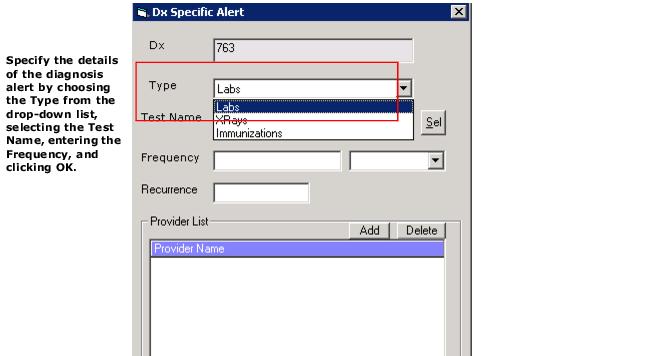 Dx Specific Alert
Specify the details
of the diagnosis
alert by choosing
the Type from the
drop-down list,
selecting the Test
Name, entering the
Frequency, and
clicking OK.
Dx 763
Type Labs
Labs
Test Name XRays Sel
Immunizations
Frequency
Recurrence
Provider List
Add Delete
Provider Name